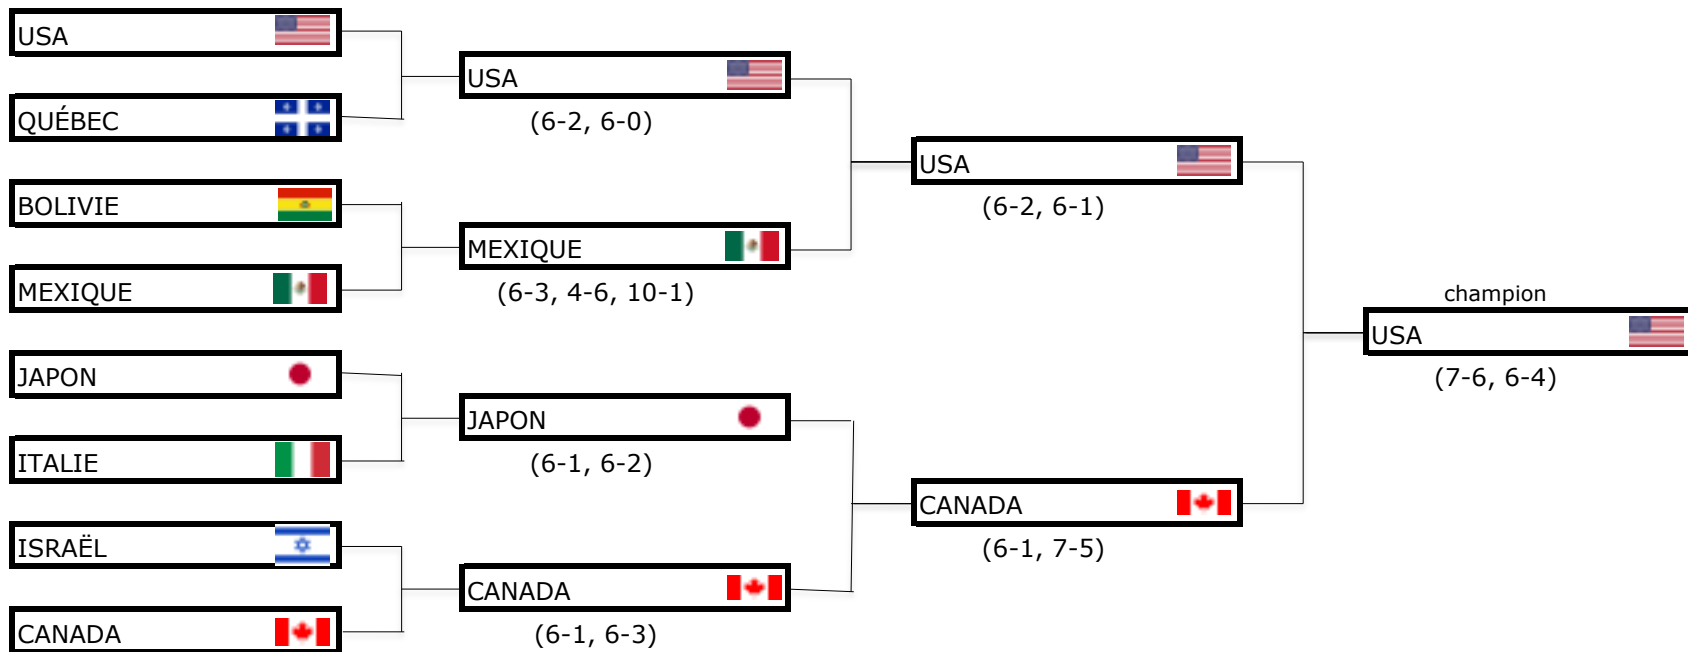 USA
QUÉBEC
BOLIVIE
MEXIQUE
JAPON
ITALIE
ISRAËL
CANADA
USA
(6-2, 6-0)
MEXIQUE
(6-3, 4-6, 10-1)
JAPON
(6-1, 6-2)
CANADA
(6-1, 6-3)
USA
(6-2, 6-1)
CANADA
(6-1, 7-5)
champion
USA
(7-6, 6-4)